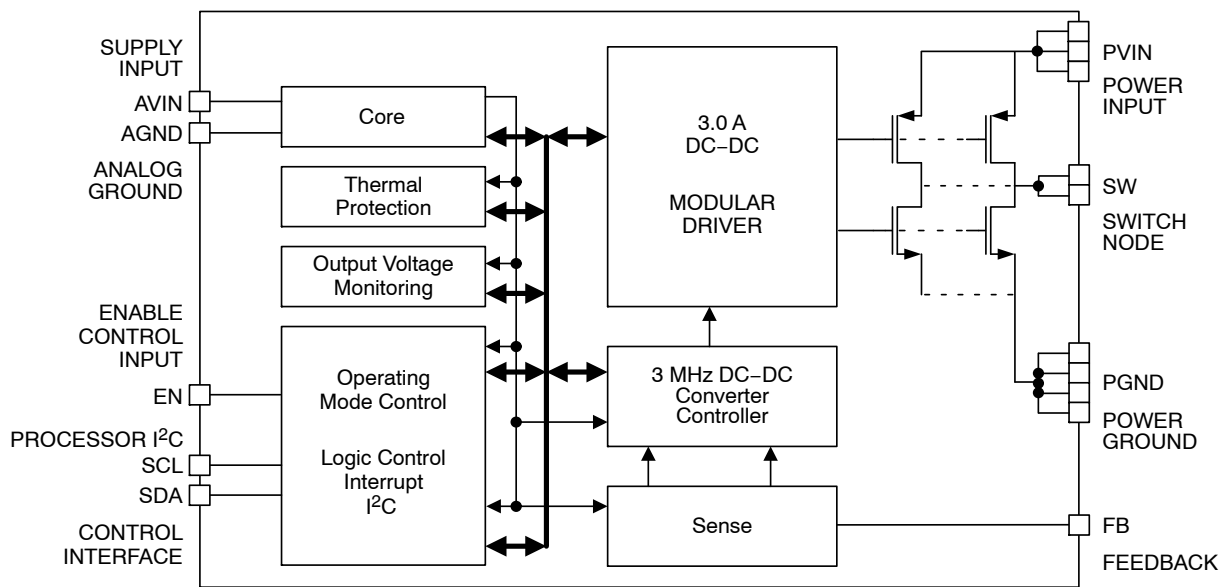 SUPPLY
INPUT
AVIN
AGND
ANALOG
GROUND
ENABLE
CONTROL
INPUT
EN
PROCESSOR I²C
SCL
SDA
CONTROL
INTERFACE
Core
Thermal
Protection
Output Voltage
Monitoring
Operating
Mode Control
Logic Control
Interrupt
I²C
3.0 A
DC−DC
MODULAR
DRIVER
3 MHz DC−DC
Converter
Controller
Sense
PVIN
POWER
INPUT
SW
SWITCH
NODE
PGND
POWER
GROUND
FB
FEEDBACK